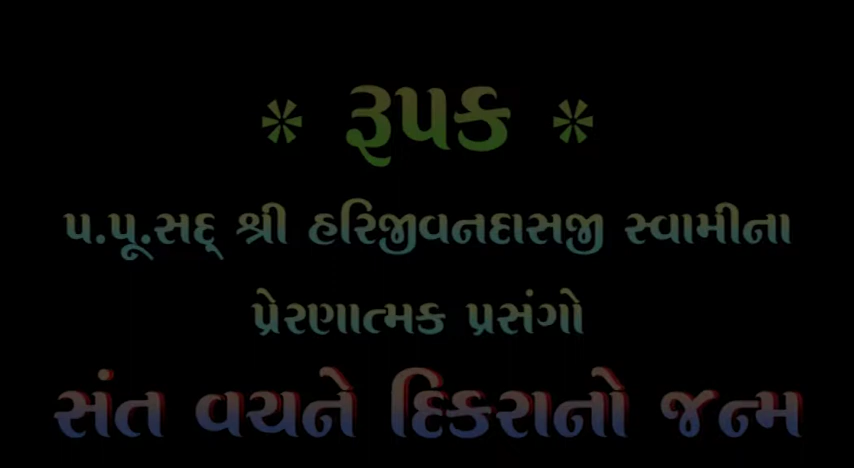 * રૂપક *
પ.પૂ.સદ્ શ્રી હરિજીવનદાસજી સ્વામીના
પ્રેરણાત્મક પ્રસંગો
સંત વચને દિકરાનો જન્મ